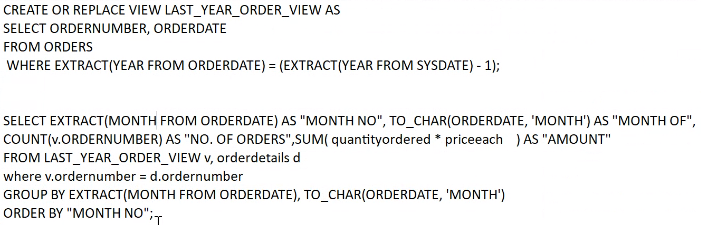 CREATE OR REPLACE VIEW LAST_YEAR_ORDER_VIEW AS
SELECT ORDERNUMBER, ORDERDATE
FROM ORDERS
WHERE EXTRACT(YEAR FROM ORDERDATE) = (EXTRACT(YEAR FROM SYSDATE) - 1);
SELECT EXTRACT(MONTH FROM ORDERDATE) AS "MONTH NO", TO_CHAR(ORDERDATE, 'MONTH') AS "MONTH OF",
COUNT(v.ORDERNUMBER) AS "NO. OF ORDERS",SUM( quantityordered * priceeach   ) AS "AMOUNT"
FROM LAST_YEAR_ORDER_VIEW v, orderdetails d
where v.ordernumber = d.ordernumber
GROUP BY EXTRACT(MONTH FROM ORDERDATE), TO_CHAR(ORDERDATE, 'MONTH')
ORDER BY "MONTH NO";